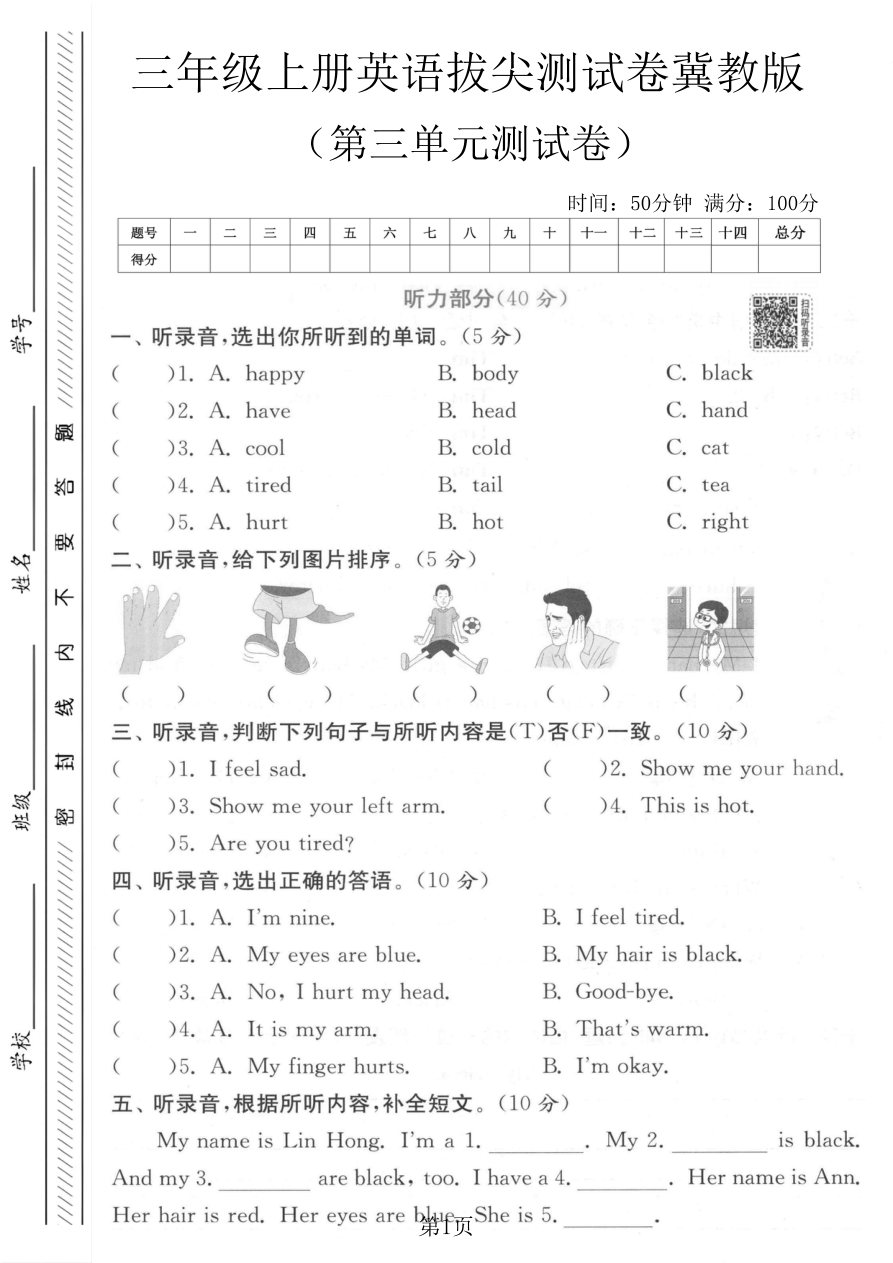 三年级上册英语拔尖测试卷冀教版
（第三单元测试卷）
时间：50分钟 满分：100分
题号 一 二 三 四 五 六 七 八 九 十 十一 十二 十三 十四 总分
得分
听力部分(40 分)
扫码听录音
一、听录音,选出你所听到的单词。(5 分)
( )1. A. happy B. body C. black
( )2. A. have B. head C. hand
( )3. A. cool B. cold C. cat
( )4. A. tired B. tail C. tea
( )5. A. hurt B. hot C. right
二、听录音,给下列图片排序。(5 分)
( ) ( ) ( ) ( ) ( )
三、听录音,判断下列句子与所听内容是(T)否(F)一致。(10 分)
( )1. I feel sad. ( )2. Show me your hand.
( )3. Show me your left arm. ( )4. This is hot.
( )5. Are you tired?
四、听录音,选出正确的答语。(10 分)
( )1. A. I'm nine. B. I feel tired.
( )2. A. My eyes are blue. B. My hair is black.
( )3. A. No, I hurt my head. B. Good-bye.
( )4. A. It is my arm. B. That's warm.
( )5. A. My finger hurts. B. I'm okay.
五、听录音,根据所听内容,补全短文。(10 分)
My name is Lin Hong. I'm a 1. ________. My 2. ________ is black.
And my 3. ________ are black, too. I have a 4. ________. Her name is Ann.
Her hair is red. Her eyes are blue. She is 5. ________.
第1页
学号
姓名
班级
学校
密 封 线 内 不 要 答 题